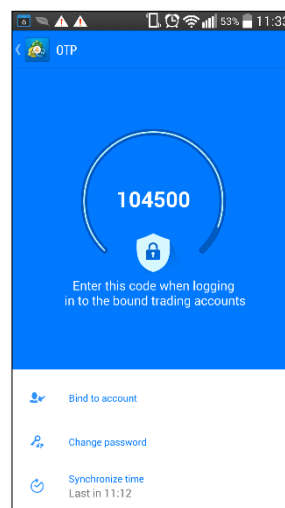 53% 11:33
OTP
104500
Enter this code when logging
in to the bound trading accounts
Bind to account
Change password
Synchronize time
Last in 11:12